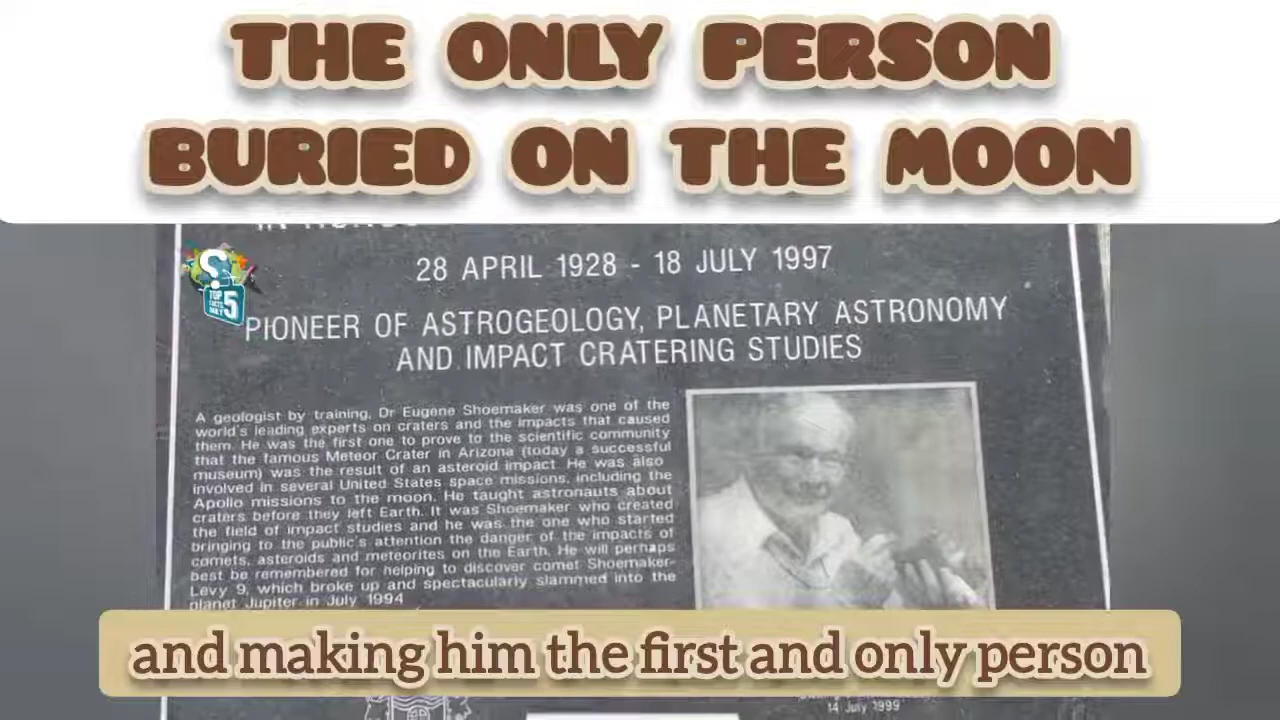 THE ONLY PERSON
BURIED ON THE MOON
28 APRIL 1928 - 18 JULY 1997
PIONEER OF ASTROGEOLOGY, PLANETARY ASTRONOMY
AND IMPACT CRATERING STUDIES
TOP
FACTS
DAILY
5
A geologist by training, Dr Eugene Shoemaker was one of the
world's leading experts on craters and the impacts that caused
them. He was the first one to prove to the scientific community
that the famous Meteor Crater in Arizona (today a successful
museum) was the result of an asteroid impact. He was also
involved in several United States space missions, including the
Apollo missions to the moon. He taught astronauts about
craters before they left Earth. It was Shoemaker who created
the field of impact studies and he was the one who started
bringing to the public's attention the danger of the impacts of
comets, asteroids and meteorites on the Earth. He will perhaps
best be remembered for helping to discover comet Shoemaker-
Levy 9, which broke up and spectacularly slammed into the
planet Jupiter in July 1994
and making him the first and only person
14 July 1999